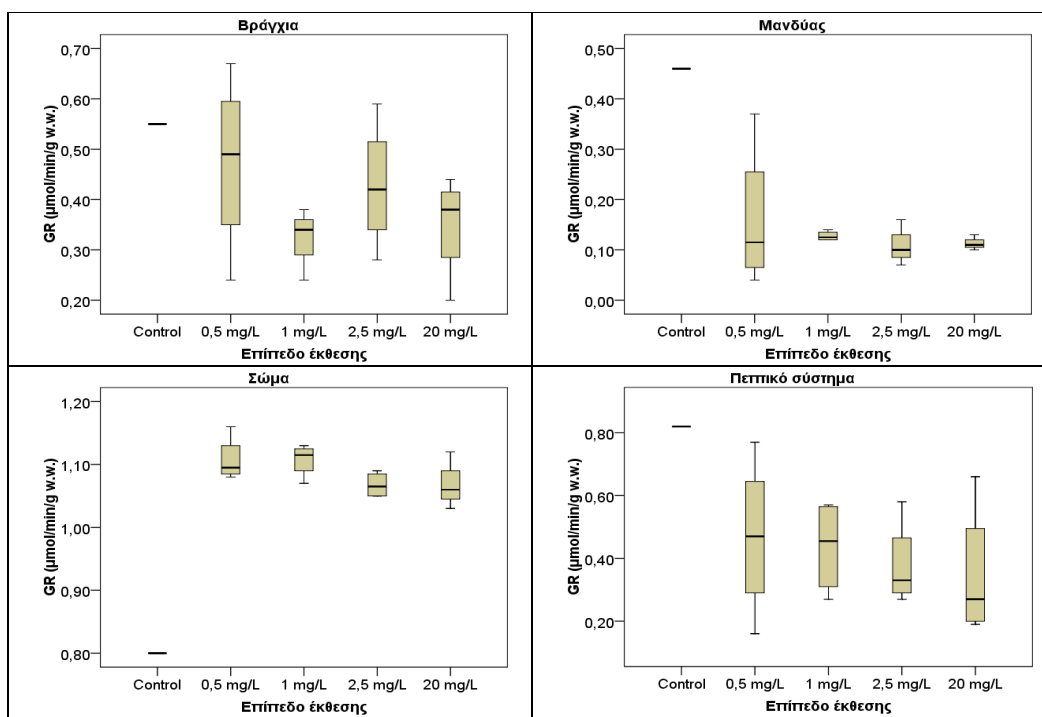 Βράγχια
GR (μmol/min/g w.w.)
0,70
0,60
0,50
0,40
0,30
0,20
Control 0,5 mg/L 1 mg/L 2,5 mg/L 20 mg/L
Επίπεδο έκθεσης
Μανδύας
GR (μmol/min/g w.w.)
0,50
0,40
0,30
0,20
0,10
0,00
Control 0,5 mg/L 1 mg/L 2,5 mg/L 20 mg/L
Επίπεδο έκθεσης
Σώμα
GR (μmol/min/g w.w.)
1,20
1,10
1,00
0,90
0,80
Control 0,5 mg/L 1 mg/L 2,5 mg/L 20 mg/L
Επίπεδο έκθεσης
Πεπτικό σύστημα
GR (μmol/min/g w.w.)
0,80
0,60
0,40
0,20
Control 0,5 mg/L 1 mg/L 2,5 mg/L 20 mg/L
Επίπεδο έκθεσης